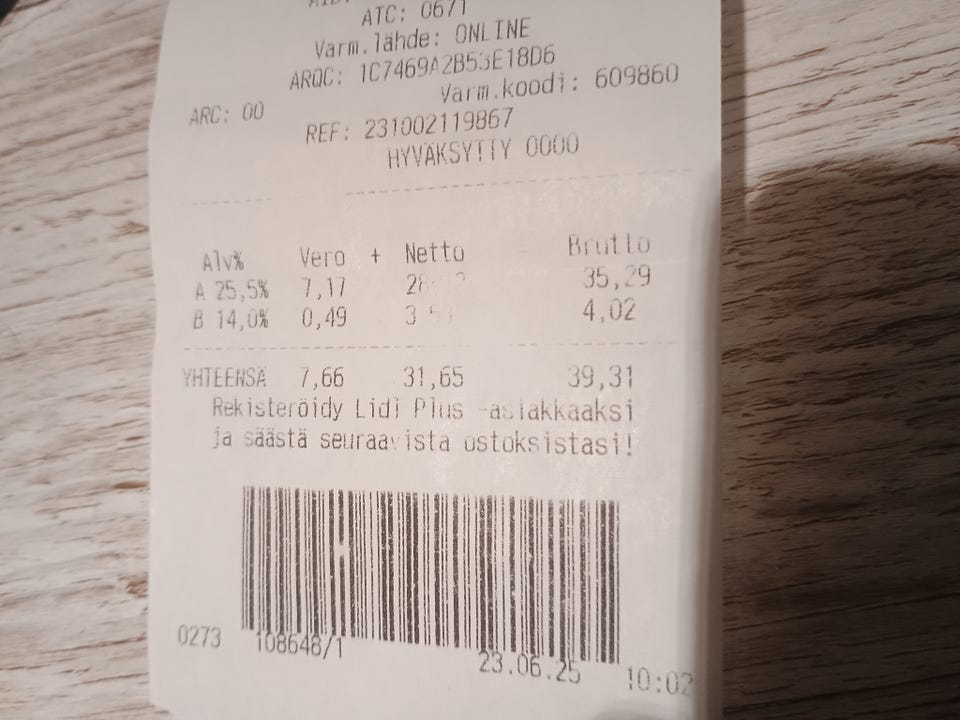 ATC: 0671
Varm.lähde: ONLINE
ARQC: 1C7469A2B53E18D6
Varm.koodi: 609860
ARC: 00
REF: 231002119867
HYVÄKSYTTY 0000
Alv% Vero + Netto Brutto
A 25,5% 7,17 35,29
B 14,0% 0,49 4,02
YHTEENSÄ 7,66 31,65 39,31
Rekisteröidy Lidl Plus -asiakkaaksi
ja säästä seuraavista ostoksistasi!
0273 108648/1 23.06.25 10:02